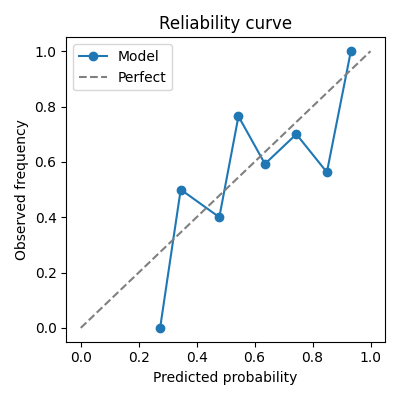 Reliability curve
Model
Perfect
Observed frequency
1.0
0.8
0.6
0.4
0.2
0.0
0.0 0.2 0.4 0.6 0.8 1.0
Predicted probability